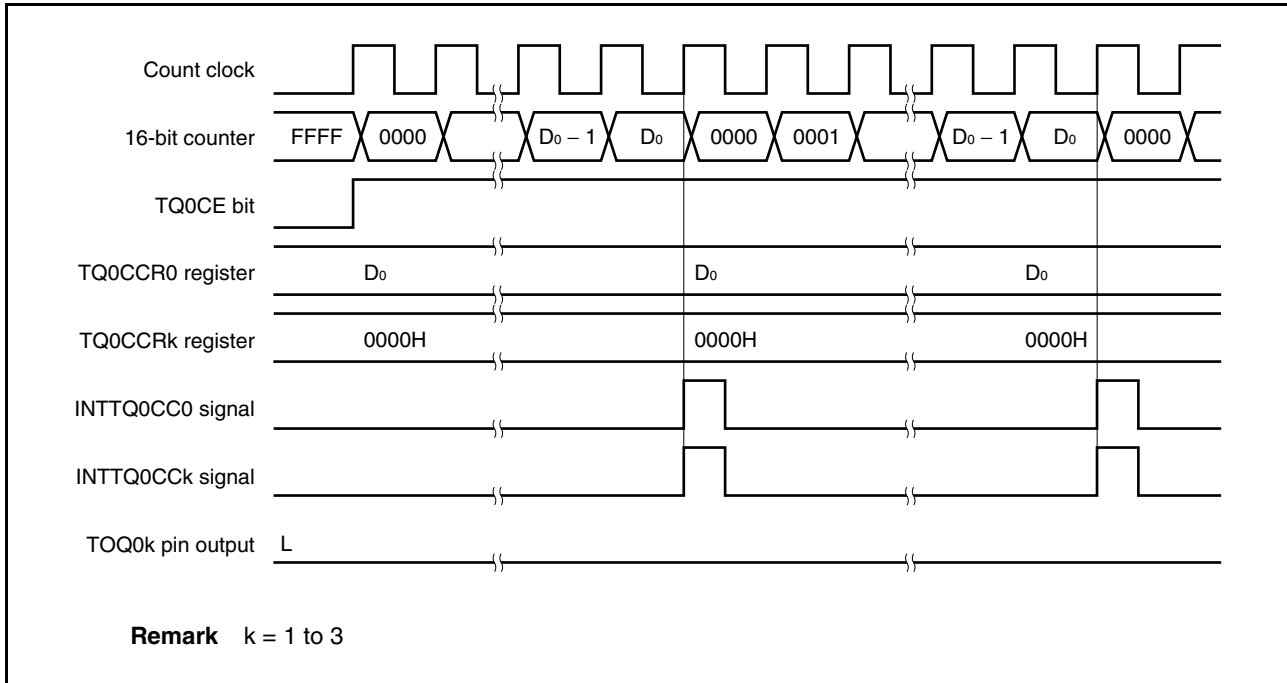 Count clock
16-bit counter FFFF 0000 D₀ − 1 D₀ 0000 0001 D₀ − 1 D₀ 0000
TQ0CE bit
TQ0CCR0 register D₀ D₀ D₀
TQ0CCRk register 0000H 0000H 0000H
INTTQ0CC0 signal
INTTQ0CCk signal
TOQ0k pin output L
Remark k = 1 to 3